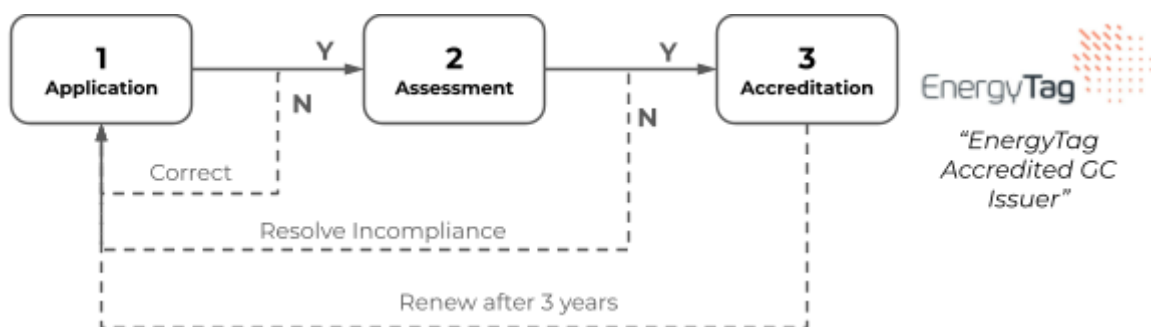 1
Application
Y
N
2
Assessment
Y
N
3
Accreditation
EnergyTag
“EnergyTag
Accredited GC
Issuer”
Correct
Resolve Incompliance
Renew after 3 years